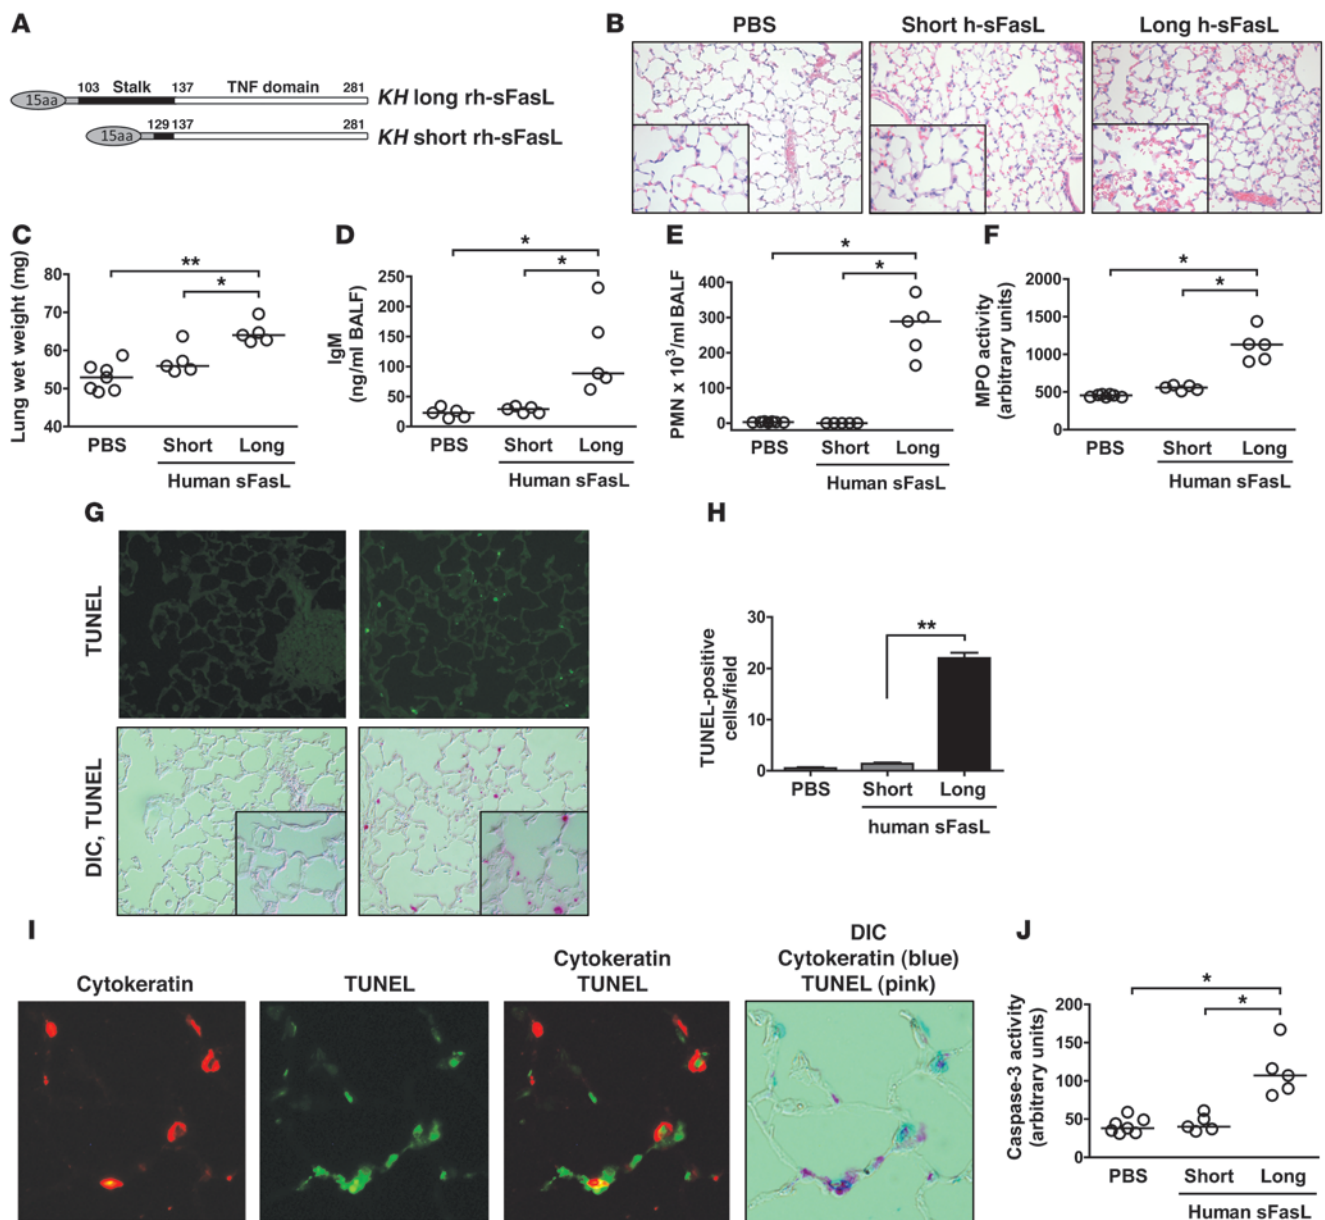 A
103 Stalk 137 TNF domain 281
15aa
KH long rh-sFasL
129 137 281
15aa
KH short rh-sFasL
B
PBS Short h-sFasL Long h-sFasL
C
Lung wet weight (mg)
80
70
60
50
40
**
*
PBS Short Long
Human sFasL
D
IgM
(ng/ml BALF)
250
200
150
100
50
0
*
*
PBS Short Long
Human sFasL
E
PMN x 10³/ml BALF
400
300
200
100
0
*
*
PBS Short Long
Human sFasL
F
MPO activity
(arbitrary units)
2000
1500
1000
500
0
*
*
PBS Short Long
Human sFasL
G
TUNEL
DIC, TUNEL
H
TUNEL-positive
cells/field
30
20
10
0
**
PBS Short Long
human sFasL
I
Cytokeratin
TUNEL
Cytokeratin
TUNEL
DIC
Cytokeratin (blue)
TUNEL (pink)
J
Caspase-3 activity
(arbitrary units)
200
150
100
50
0
*
*
PBS Short Long
Human sFasL